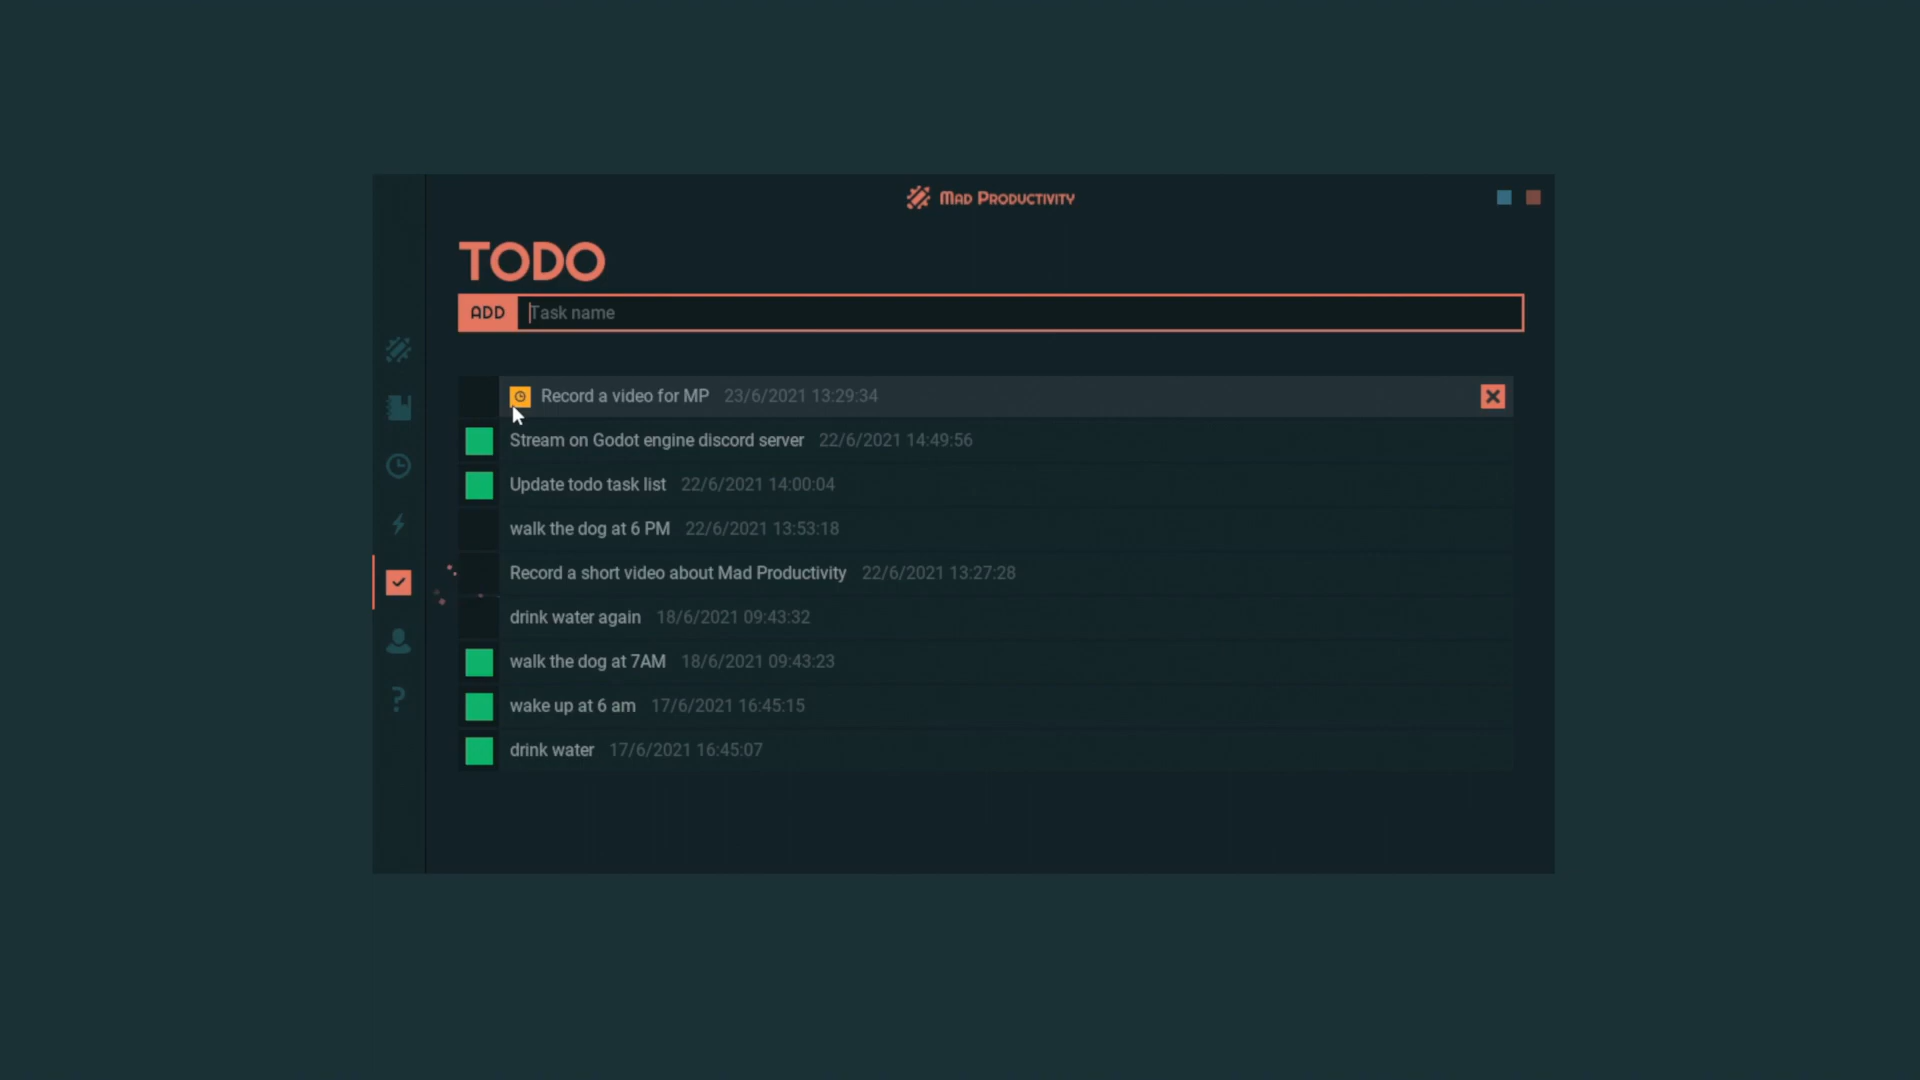 MAD PRODUCTIVITY
TODO
ADD Task name
Record a video for MP 23/6/2021 13:29:34
Stream on Godot engine discord server 22/6/2021 14:49:56
Update todo task list 22/6/2021 14:00:04
walk the dog at 6 PM 22/6/2021 13:53:18
Record a short video about Mad Productivity 22/6/2021 13:27:28
drink water again 18/6/2021 09:43:32
walk the dog at 7AM 18/6/2021 09:43:23
wake up at 6 am 17/6/2021 16:45:15
drink water 17/6/2021 16:45:07